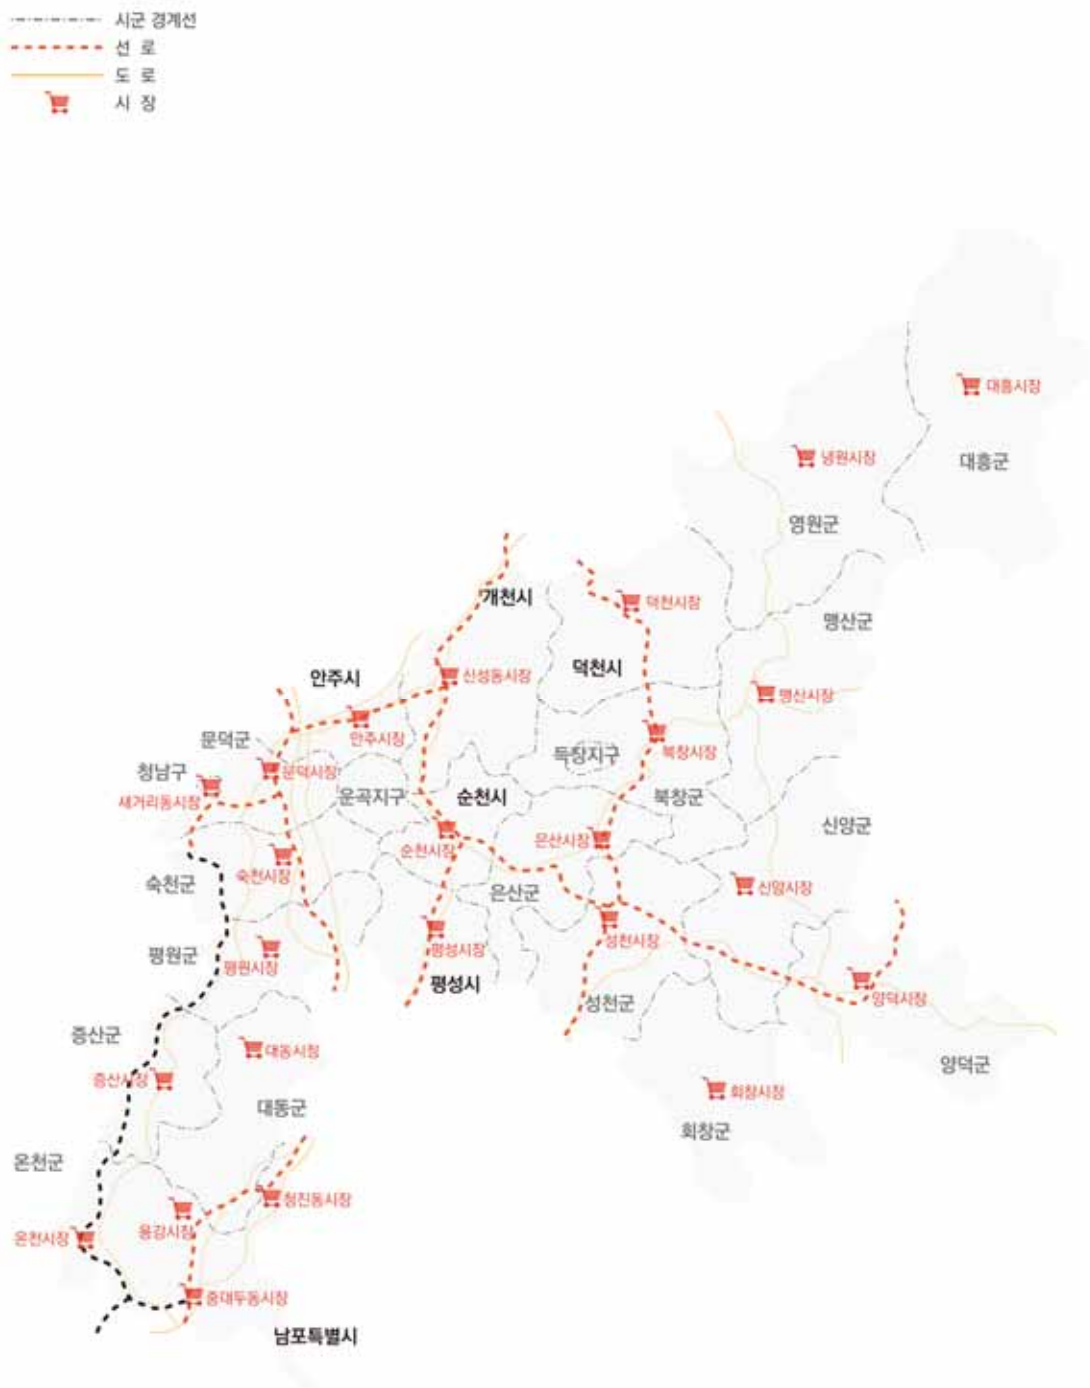 시군 경계선
선 로
도 로
시 장
대흥시장
녕원시장
대흥군
영원군
개천시
덕천시장
맹산군
덕천시
신성동시장
안주시
맹산시장
안주시장
문덕군
북창시장
득장지구
청남구
문덕시장
운곡지구
순천시
북창군
새거리동시장
신양군
은산시장
순천시장
숙천시장
숙천군
신양시장
은산군
성천시장
평성시장
평원군
평원시장
평성시
양덕시장
성천군
증산군
대동시장
양덕군
증산시장
회창시장
대동군
회창군
온천군
청진동시장
용강시장
온천시장
중대두동시장
남포특별시